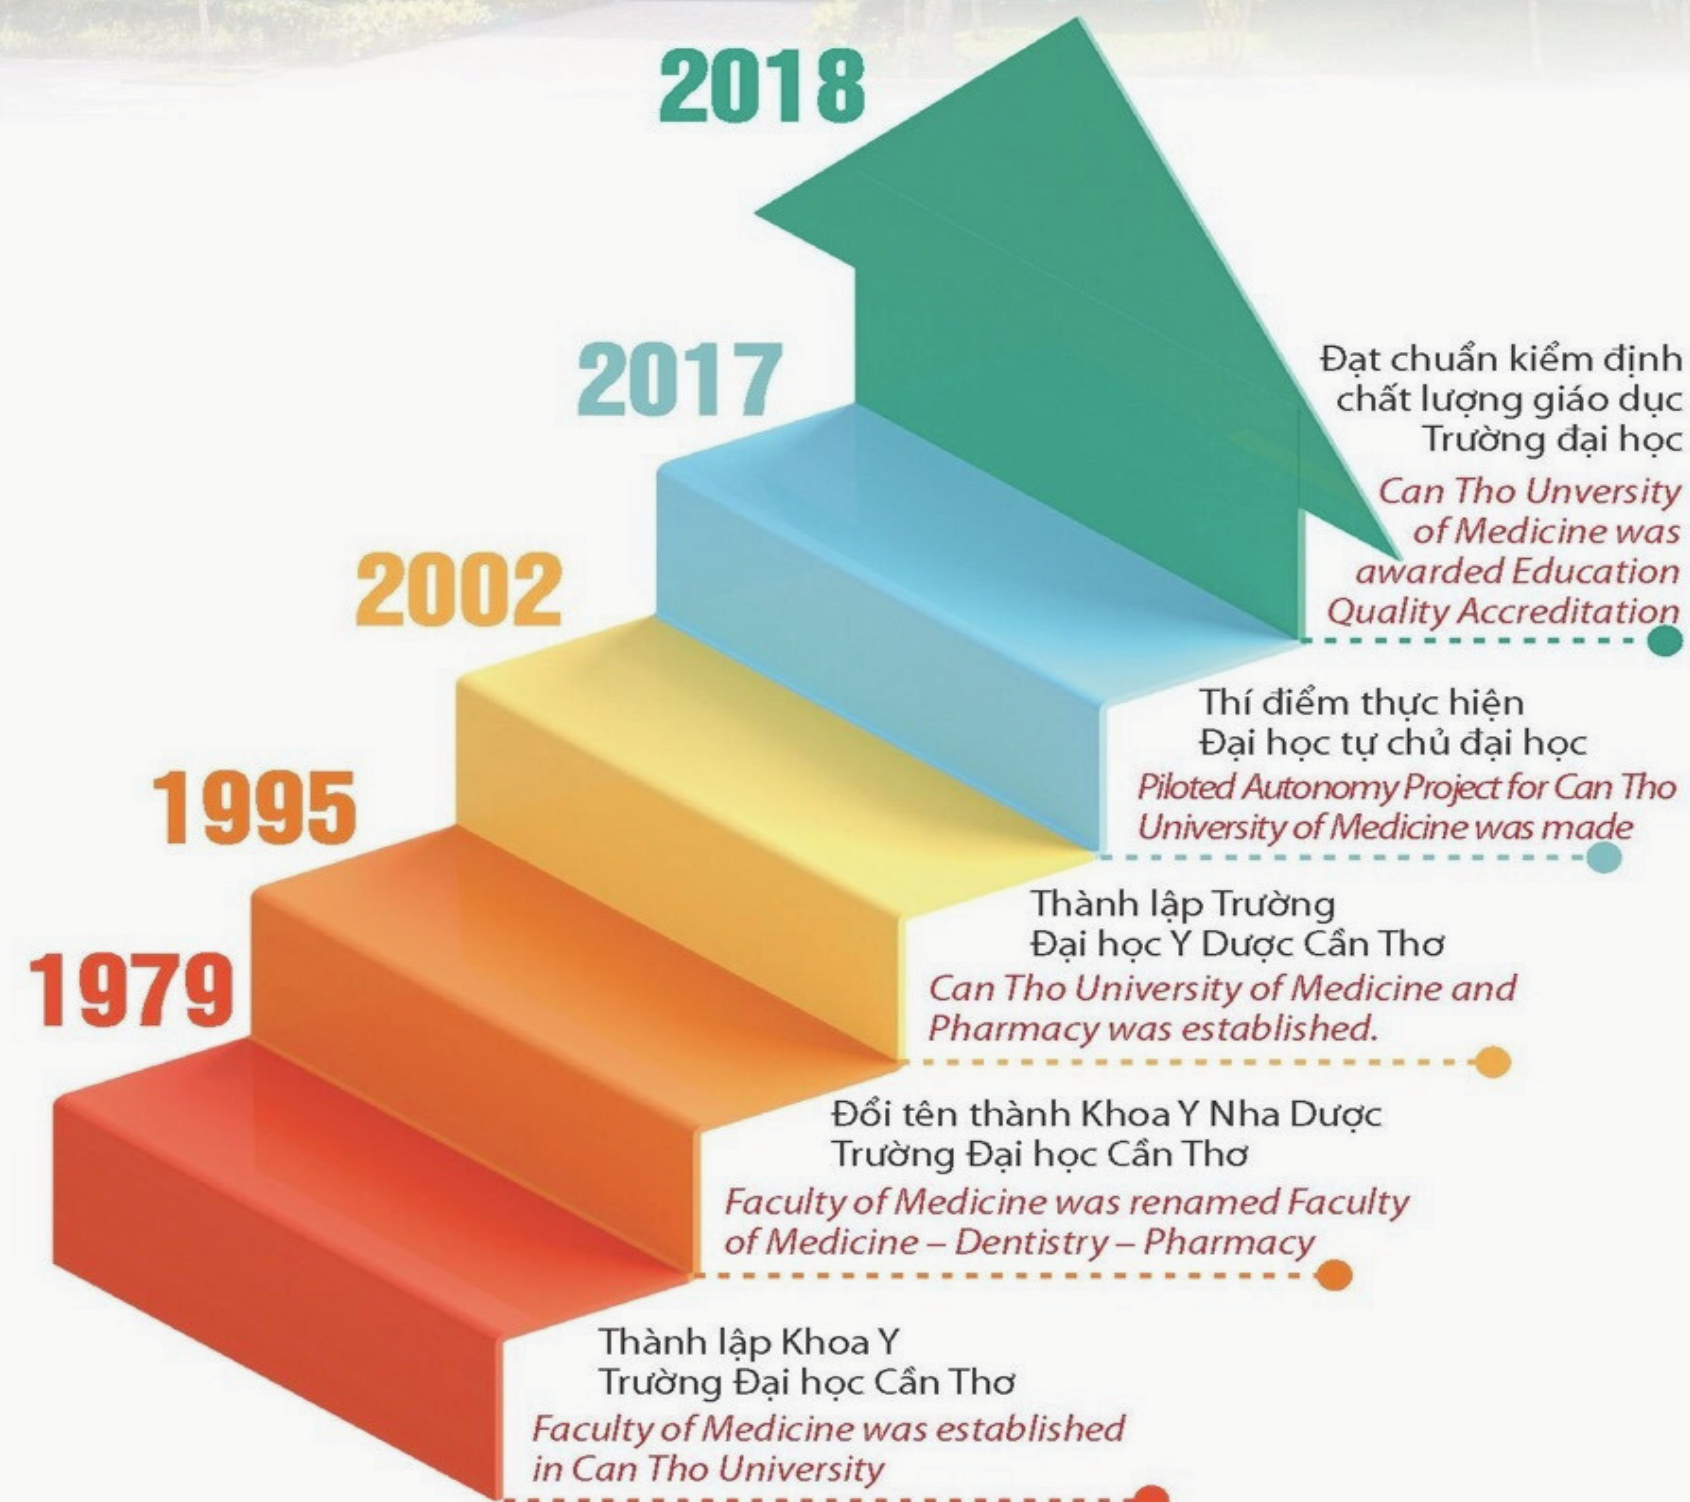 2018
Đạt chuẩn kiểm định
chất lượng giáo dục
Trường đại học
Can Tho Unversity
of Medicine was
awarded Education
Quality Accreditation
2017
Thí điểm thực hiện
Đại học tự chủ đại học
Piloted Autonomy Project for Can Tho
University of Medicine was made
2002
Thành lập Trường
Đại học Y Dược Cần Thơ
Can Tho University of Medicine and
Pharmacy was established.
1995
Đổi tên thành Khoa Y Nha Dược
Trường Đại học Cần Thơ
Faculty of Medicine was renamed Faculty
of Medicine – Dentistry – Pharmacy
1979
Thành lập Khoa Y
Trường Đại học Cần Thơ
Faculty of Medicine was established
in Can Tho University